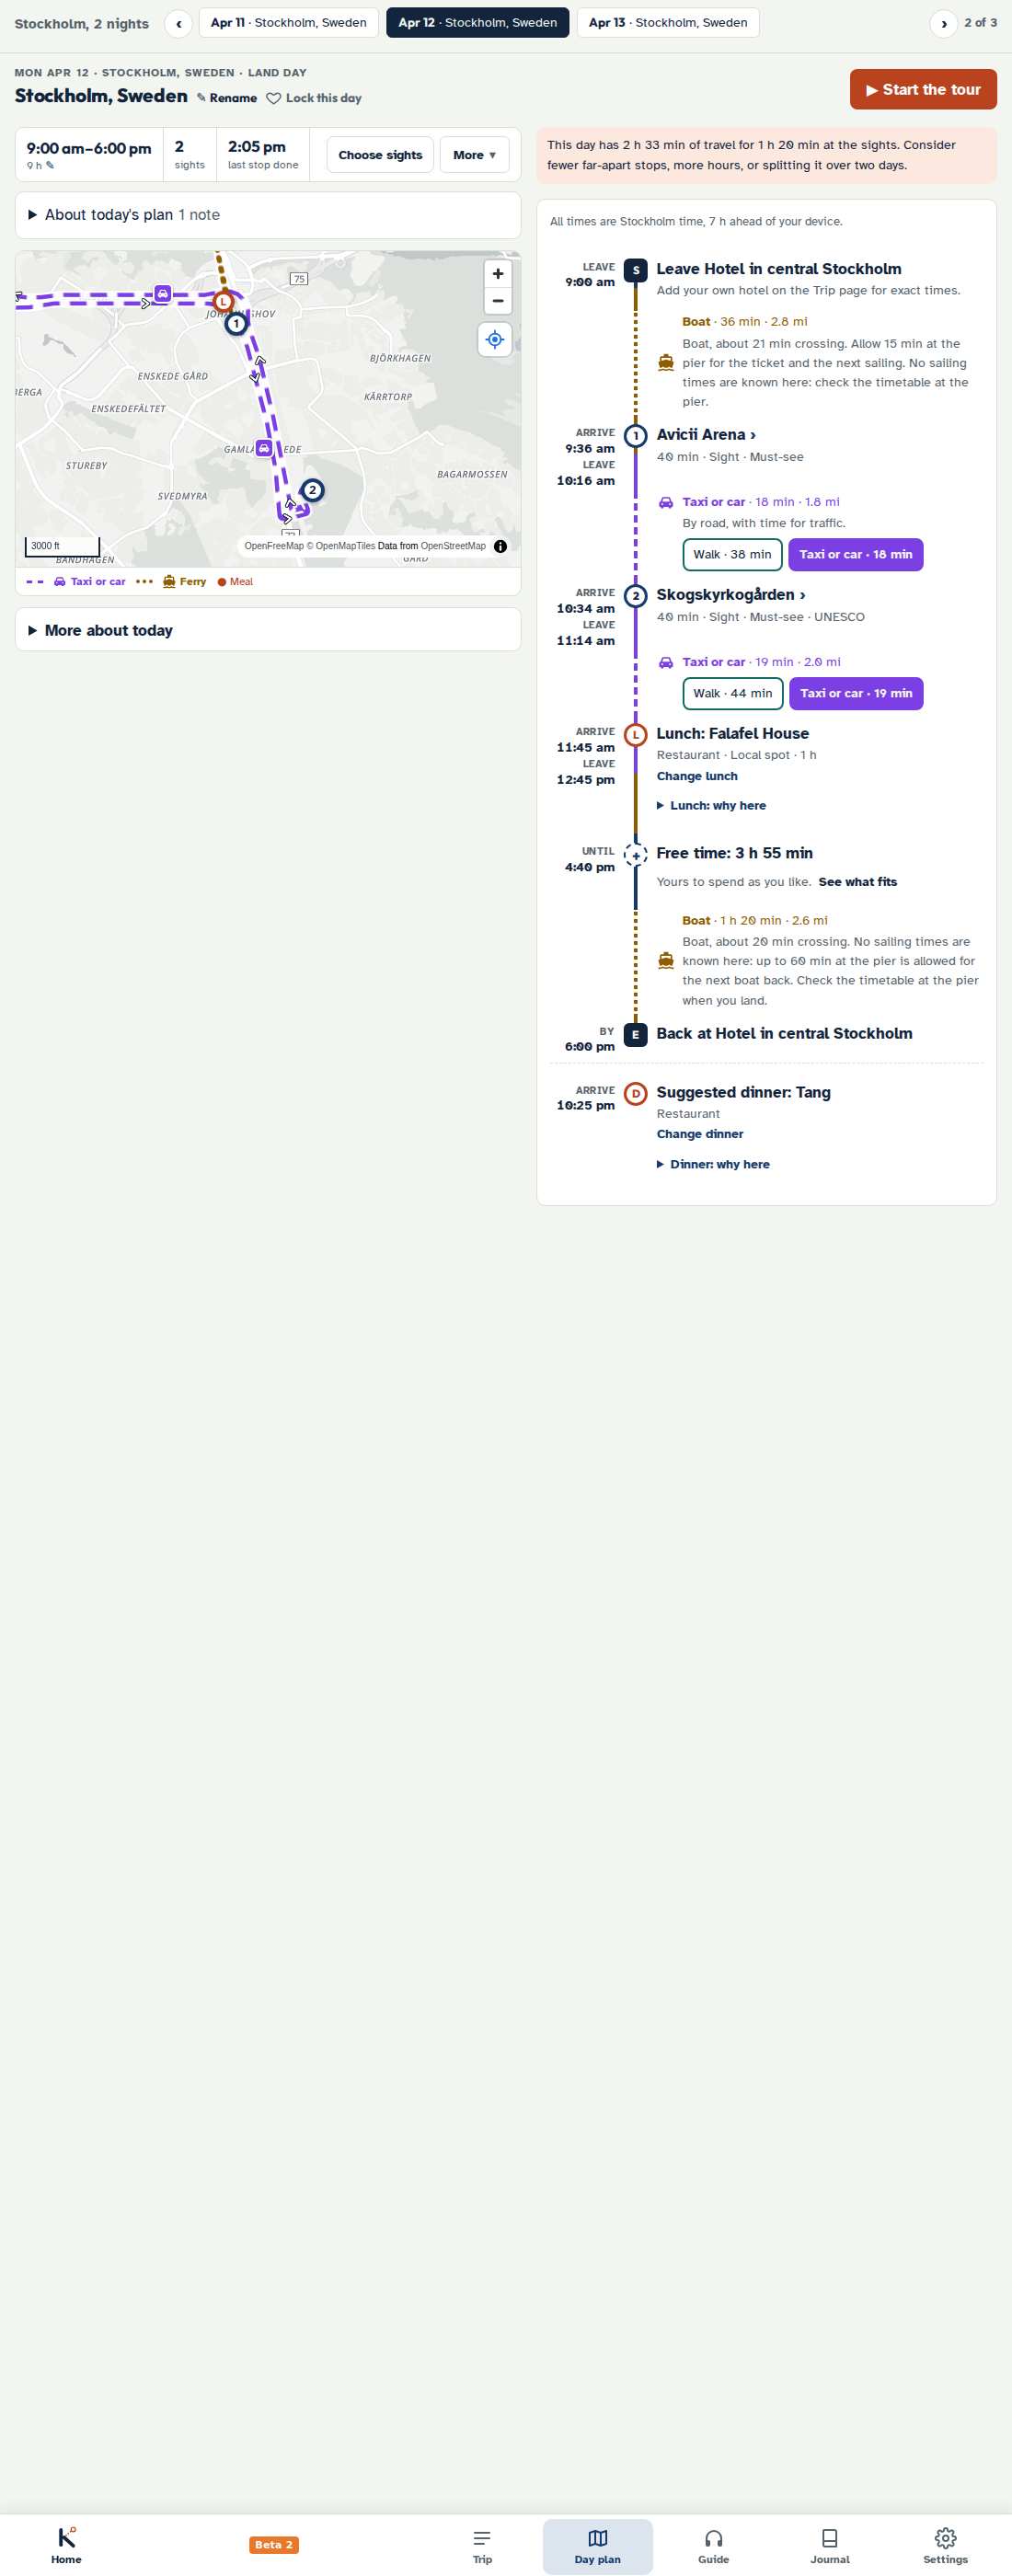 Stockholm, 2 nights
‹
Apr 11 · Stockholm, Sweden
Apr 12 · Stockholm, Sweden
Apr 13 · Stockholm, Sweden
›
2 of 3
MON APR 12 · STOCKHOLM, SWEDEN · LAND DAY
Stockholm, Sweden ✎ Rename Lock this day
▶ Start the tour
9:00 am–6:00 pm
9 h ✎
2
sights
2:05 pm
last stop done
Choose sights
More ▾
▶ About today's plan 1 note
75
L
1
BJÖRKHAGEN
ENSKEDE GÅRD
KÄRRTORP
ENSKEDEFÄLTET
STUREBY
BAGARMOSSEN
SVEDMYRA
2
+
−
3000 ft
OpenFreeMap © OpenMapTiles Data from OpenStreetMap
BANDHAGEN
Taxi or car Ferry Meal
▶ More about today
This day has 2 h 33 min of travel for 1 h 20 min at the sights. Consider
fewer far-apart stops, more hours, or splitting it over two days.
All times are Stockholm time, 7 h ahead of your device.
LEAVE
9:00 am
S
Leave Hotel in central Stockholm
Add your own hotel on the Trip page for exact times.
Boat · 36 min · 2.8 mi
Boat, about 21 min crossing. Allow 15 min at the
pier for the ticket and the next sailing. No sailing
times are known here: check the timetable at the
pier.
ARRIVE
9:36 am
LEAVE
10:16 am
1
Avicii Arena ›
40 min · Sight · Must-see
Taxi or car · 18 min · 1.8 mi
By road, with time for traffic.
Walk · 38 min
Taxi or car · 18 min
ARRIVE
10:34 am
LEAVE
11:14 am
2
Skogskyrkogården ›
40 min · Sight · Must-see · UNESCO
Taxi or car · 19 min · 2.0 mi
Walk · 44 min
Taxi or car · 19 min
ARRIVE
11:45 am
LEAVE
12:45 pm
L
Lunch: Falafel House
Restaurant · Local spot · 1 h
Change lunch
▶ Lunch: why here
UNTIL
4:40 pm
+
Free time: 3 h 55 min
Yours to spend as you like. See what fits
Boat · 1 h 20 min · 2.6 mi
Boat, about 20 min crossing. No sailing times are
known here: up to 60 min at the pier is allowed for
the next boat back. Check the timetable at the pier
when you land.
BY
6:00 pm
E
Back at Hotel in central Stockholm
ARRIVE
10:25 pm
D
Suggested dinner: Tang
Restaurant
Change dinner
▶ Dinner: why here
Home
Beta 2
Trip
Day plan
Guide
Journal
Settings